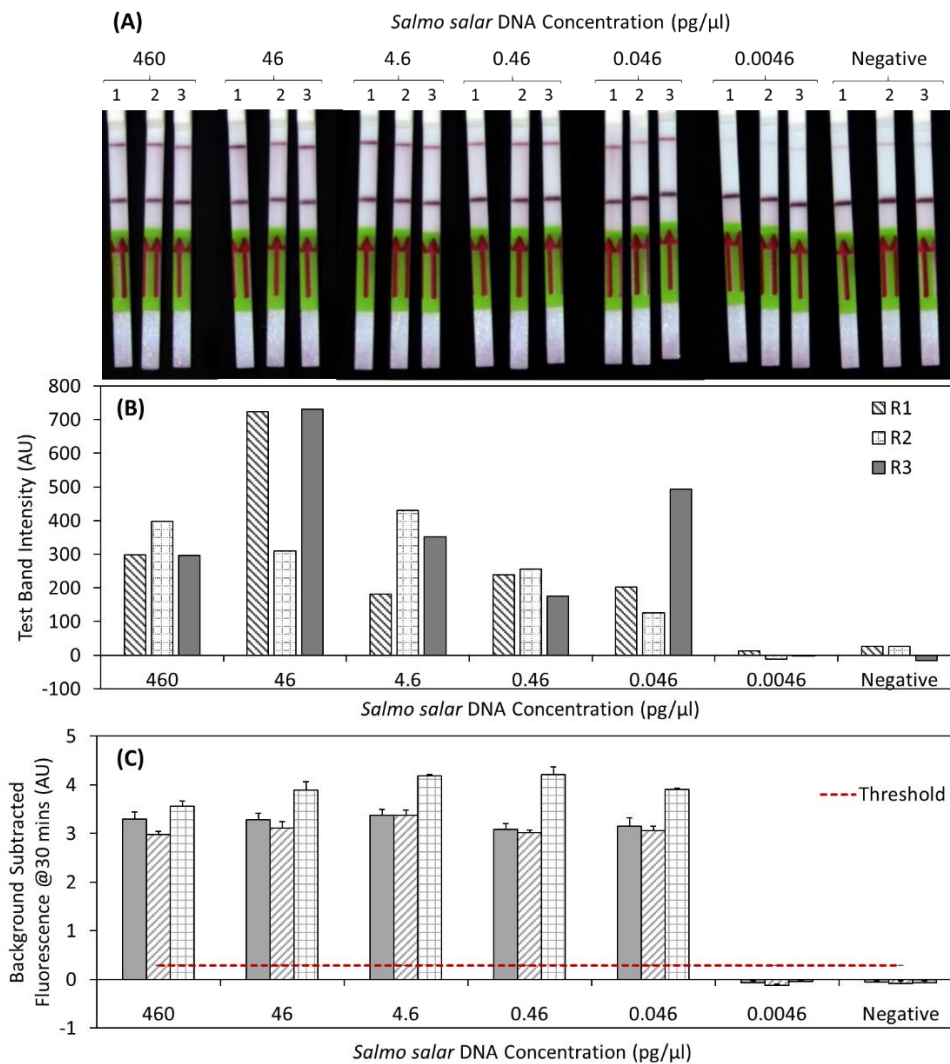 (A)
Salmo salar DNA Concentration (pg/µl)
460 46 4.6 0.46 0.046 0.0046 Negative
1 2 3 1 2 3 1 2 3 1 2 3 1 2 3 1 2 3 1 2 3
(B)
Test Band Intensity (AU)
800
700
600
500
400
300
200
100
0
-100
R1
R2
R3
460 46 4.6 0.46 0.046 0.0046 Negative
Salmo salar DNA Concentration (pg/µl)
(C)
Background Subtracted
Fluorescence @30 mins (AU)
5
4
3
2
1
0
-1
Threshold
460 46 4.6 0.46 0.046 0.0046 Negative
Salmo salar DNA Concentration (pg/µl)